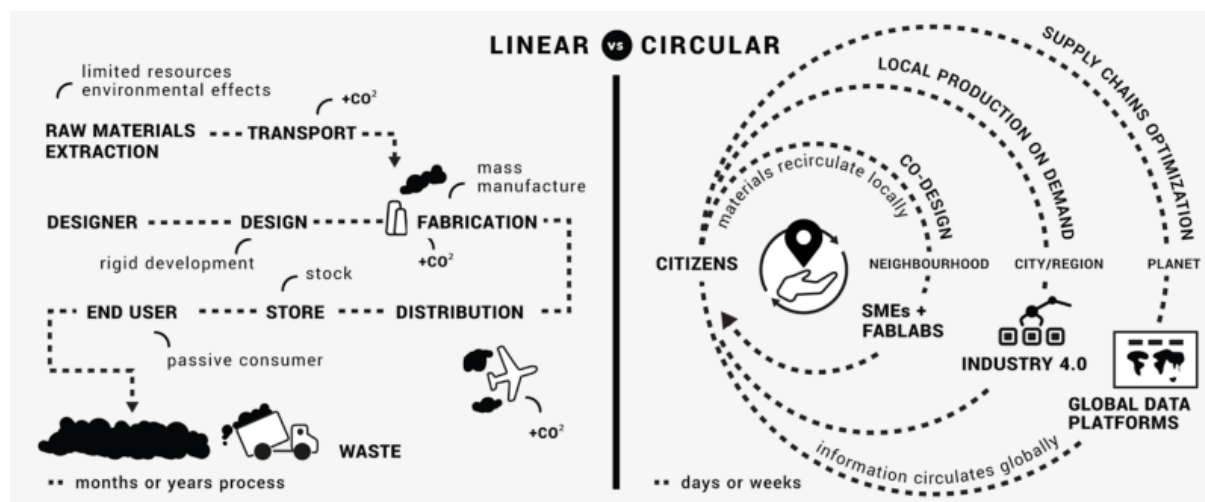 LINEAR vs CIRCULAR
limited resources
environmental effects
+CO²
RAW MATERIALS
EXTRACTION
TRANSPORT
mass
manufacture
DESIGNER
DESIGN
FABRICATION
rigid development
+CO²
stock
END USER
STORE
DISTRIBUTION
passive consumer
+CO²
WASTE
months or years process
SUPPLY CHAINS OPTIMIZATION
LOCAL PRODUCTION ON DEMAND
CO-DESIGN
materials recirculate locally
CITIZENS
NEIGHBOURHOOD
CITY/REGION
PLANET
SMEs +
FABLABS
INDUSTRY 4.0
GLOBAL DATA
PLATFORMS
information circulates globally
days or weeks